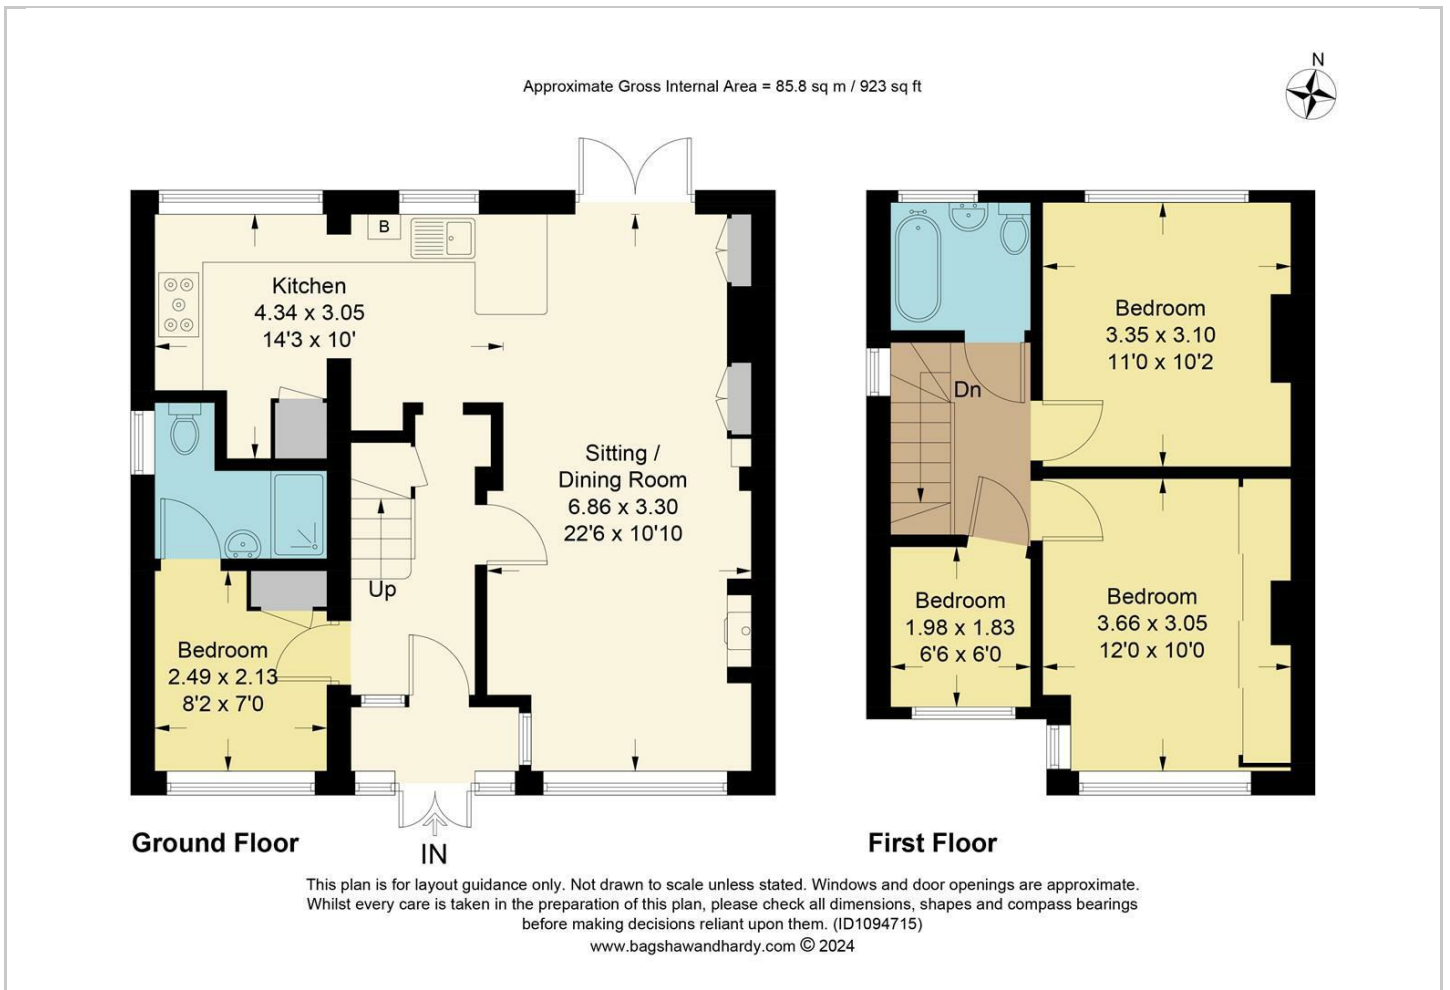 Approximate Gross Internal Area = 85.8 sq m / 923 sq ft
N
B
Kitchen
4.34 x 3.05
14'3 x 10'
Sitting /
Dining Room
6.86 x 3.30
22'6 x 10'10
Up
Bedroom
2.49 x 2.13
8'2 x 7'0
IN
Ground Floor
Bedroom
3.35 x 3.10
11'0 x 10'2
Dn
Bedroom
1.98 x 1.83
6'6 x 6'0
Bedroom
3.66 x 3.05
12'0 x 10'0
First Floor
This plan is for layout guidance only. Not drawn to scale unless stated. Windows and door openings are approximate.
Whilst every care is taken in the preparation of this plan, please check all dimensions, shapes and compass bearings
before making decisions reliant upon them. (ID1094715)
www.bagshawandhardy.com © 2024